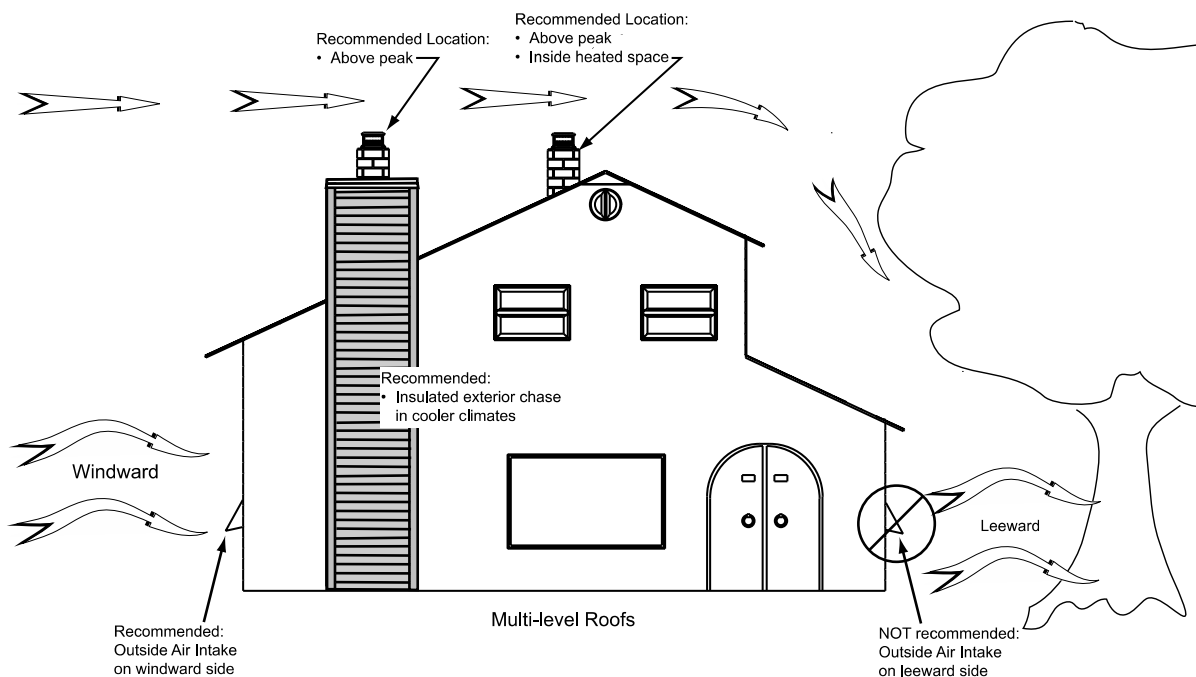 Recommended Location:
• Above peak
Recommended Location:
• Above peak
• Inside heated space
Recommended:
• Insulated exterior chase
in cooler climates
Windward
Leeward
Multi-level Roofs
Recommended:
Outside Air Intake
on windward side
NOT recommended:
Outside Air Intake
on leeward side